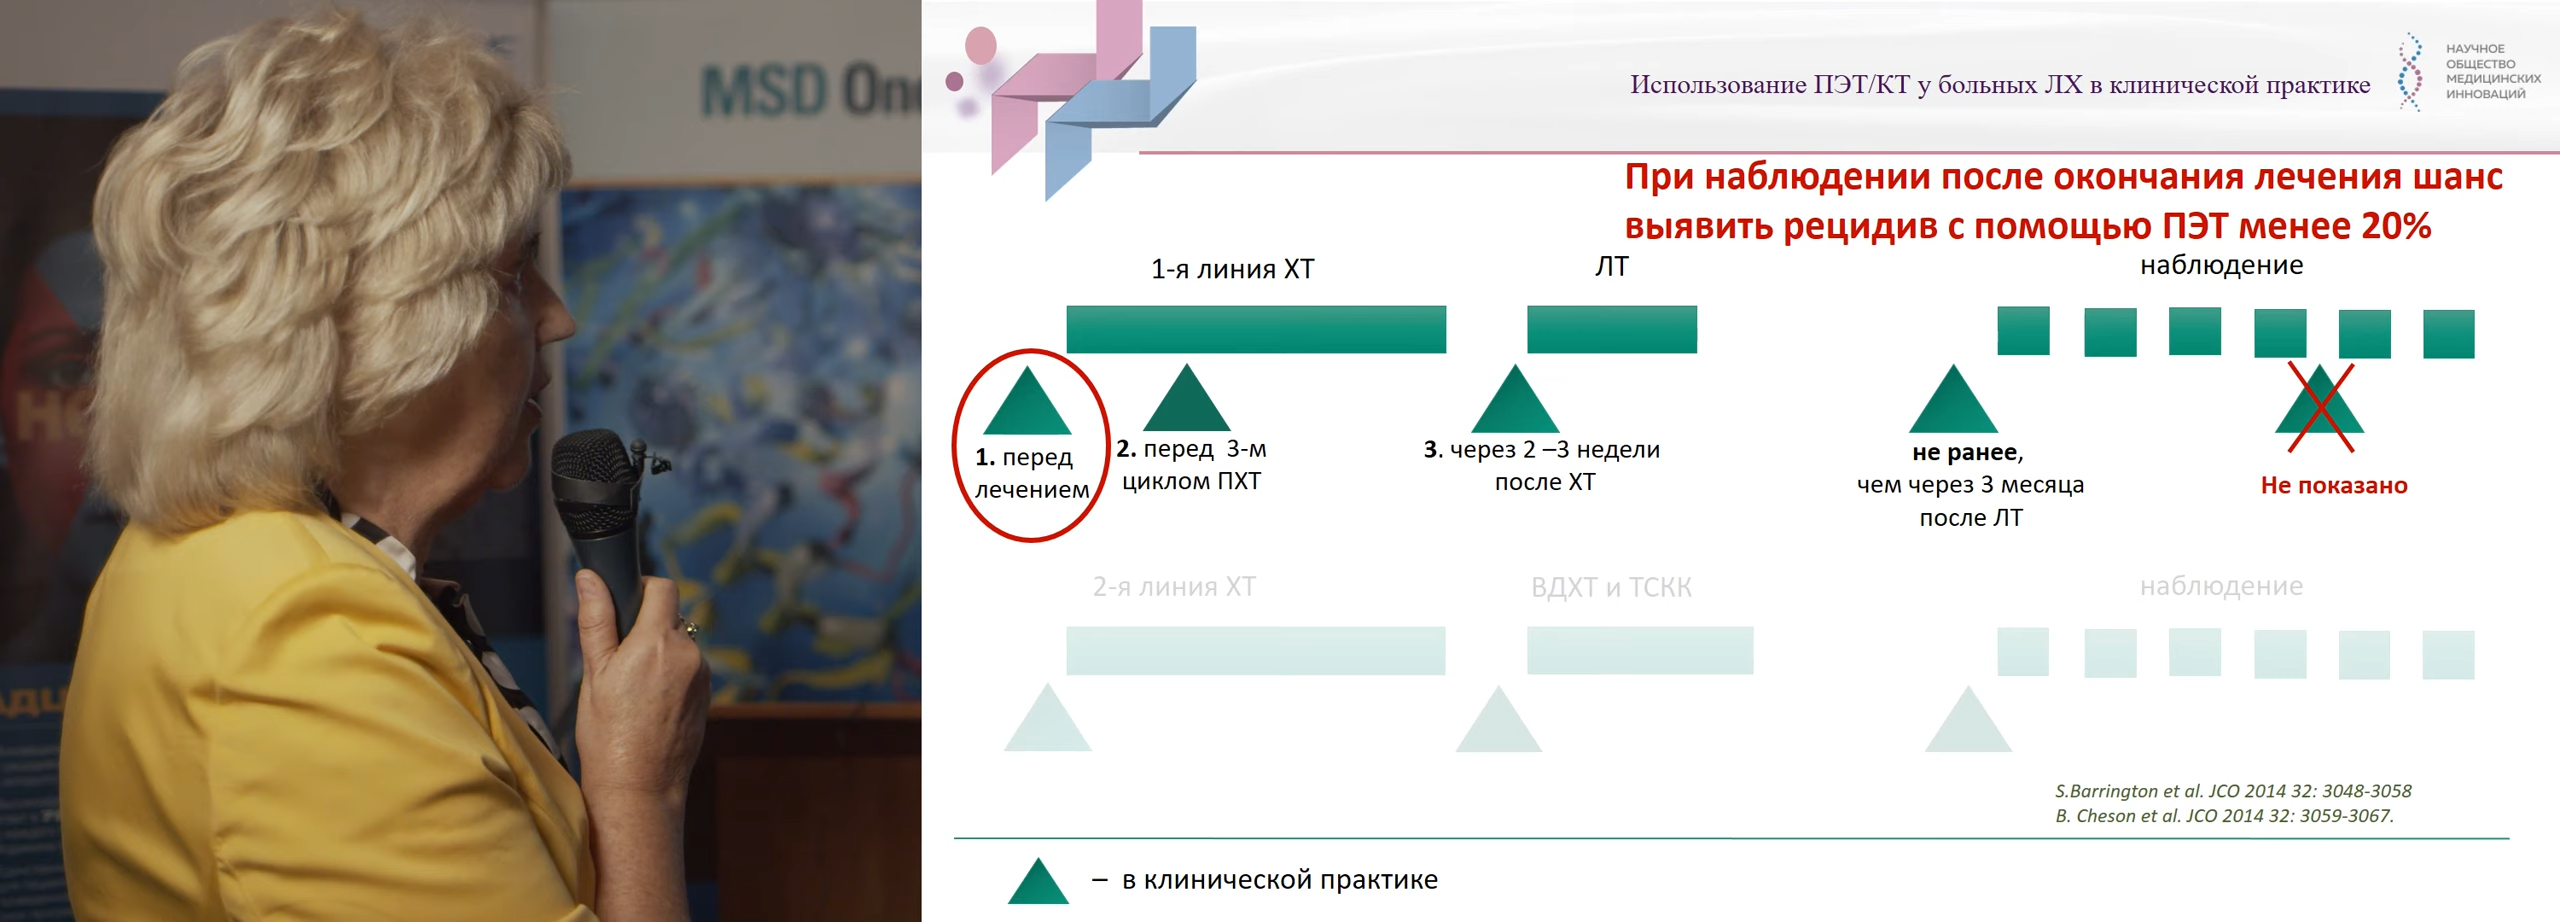 MSD
Использование ПЭТ/КТ у больных ЛХ в клинической практике
НАУЧНОЕ
ОБЩЕСТВО
МЕДИЦИНСКИХ
ИННОВАЦИЙ
При наблюдении после окончания лечения шанс
выявить рецидив с помощью ПЭТ менее 20%
1-я линия ХТ
ЛТ
наблюдение
1. перед
лечением
2. перед 3-м
циклом ПХТ
3. через 2 –3 недели
после ХТ
не ранее,
чем через 3 месяца
после ЛТ
Не показано
2-я линия ХТ
ВДХТ и ТСКК
наблюдение
S.Barrington et al. JCO 2014 32: 3048-3058
B. Cheson et al. JCO 2014 32: 3059-3067.
– в клинической практике